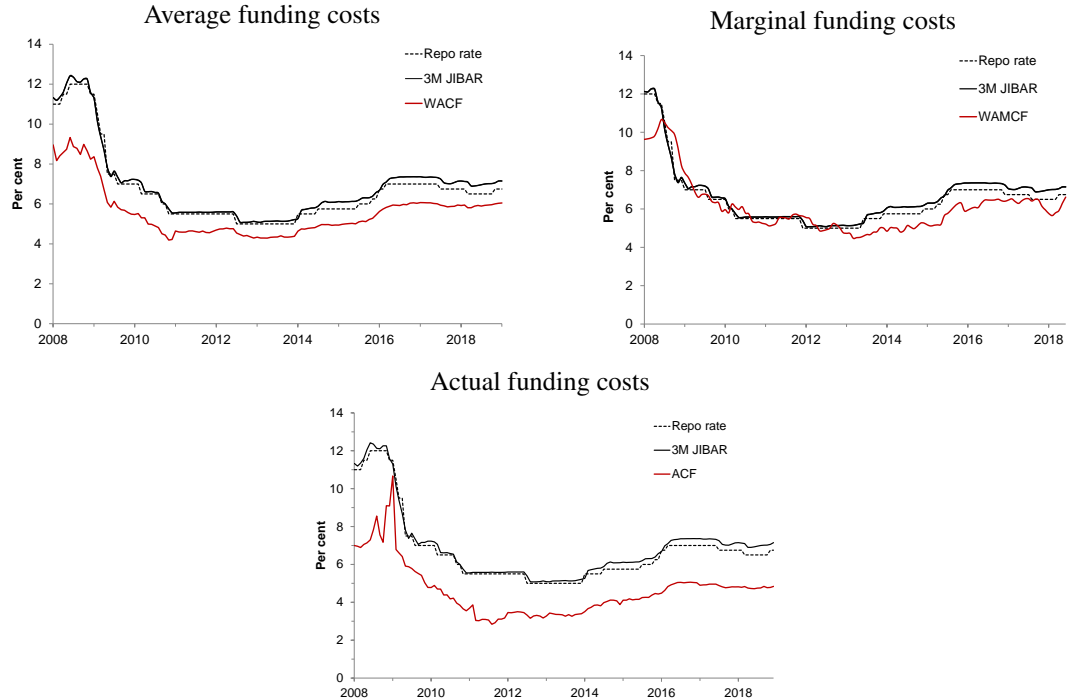 Average funding costs
Per cent
14
12
10
8
6
4
2
0
2008 2010 2012 2014 2016 2018
Repo rate
3M JIBAR
WACF
Marginal funding costs
Per cent
14
12
10
8
6
4
2
0
2008 2010 2012 2014 2016 2018
Repo rate
3M JIBAR
WAMCF
Actual funding costs
Per cent
14
12
10
8
6
4
2
0
2008 2010 2012 2014 2016 2018
Repo rate
3M JIBAR
ACF